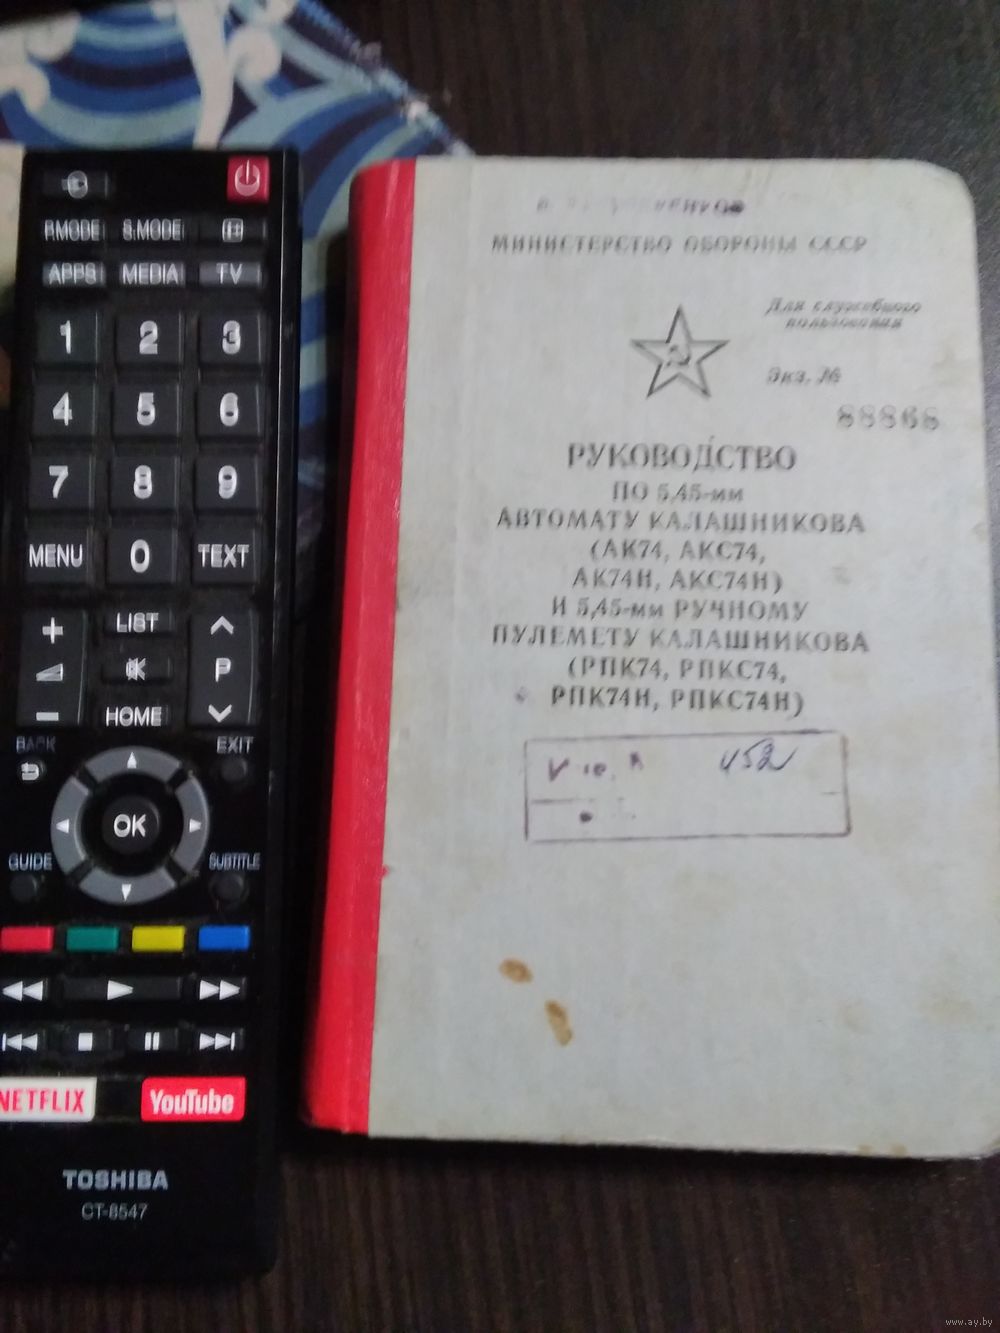 P.MODE S.MODE
APPS MEDIA TV
1 2 3
4 5 6
7 8 9
MENU 0 TEXT
+ LIST
P
- HOME
BACK EXIT
OK
GUIDE SUBTITLE
NETFLIX YouTube
TOSHIBA
CT-8547
МИНИСТЕРСТВО ОБОРОНЫ СССР
Для служебного
пользования
Экз. №
88868
РУКОВОДСТВО
ПО 5,45-мм
АВТОМАТУ КАЛАШНИКОВА
(АК74, АКС74,
АК74Н, АКС74Н)
И 5,45-мм РУЧНОМУ
ПУЛЕМЕТУ КАЛАШНИКОВА
(РПК74, РПКС74,
РПК74Н, РПКС74Н)
452
www.ay.by